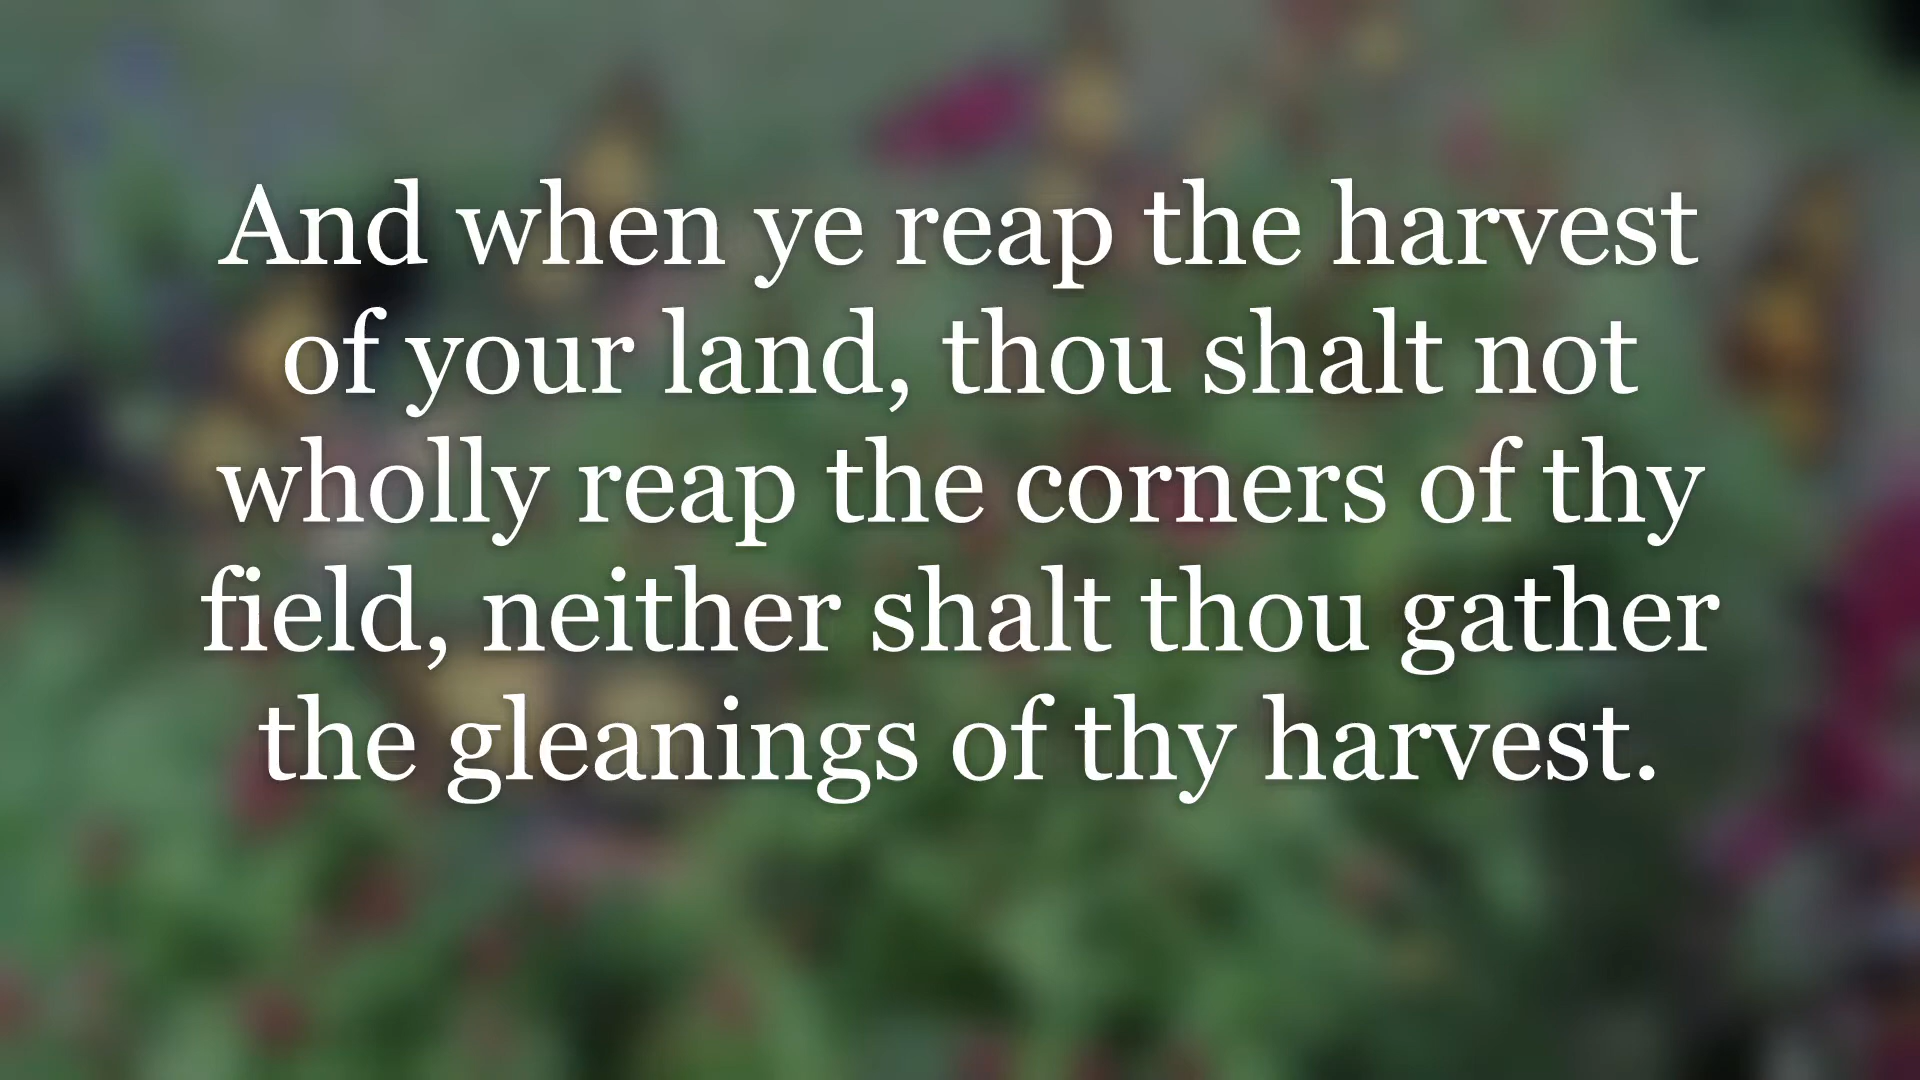 And when ye reap the harvest
of your land, thou shalt not
wholly reap the corners of thy
field, neither shalt thou gather
the gleanings of thy harvest.